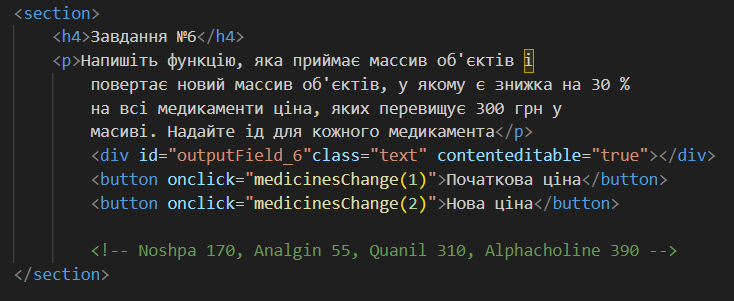 <section>
<h4>Завдання №6</h4>
<p>Напишіть функцію, яка приймає массив об'єктів і
повертає новий массив об'єктів, у якому є знижка на 30 %
на всі медикаменти ціна, яких перевищує 300 грн у
масиві. Надайте ід для кожного медикамента</p>
<div id="outputField_6"class="text" contenteditable="true"></div>
<button onclick="medicinesChange(1)">Початкова ціна</button>
<button onclick="medicinesChange(2)">Нова ціна</button>
<!-- Noshpa 170, Analgin 55, Quanil 310, Alphacholine 390 -->
</section>